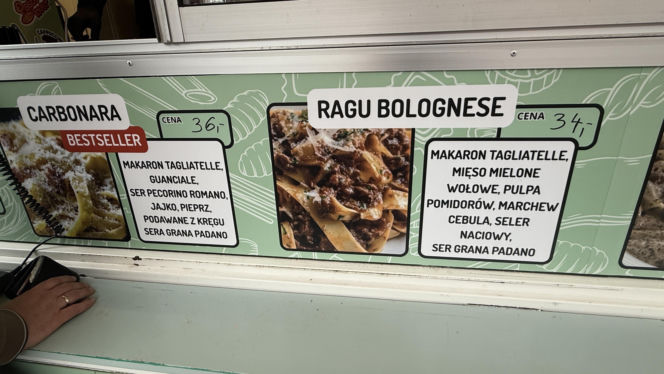 CARBONARA
BESTSELLER
CENA 36,-
MAKARON TAGLIATELLE,
GUANCIALE,
SER PECORINO ROMANO,
JAJKO, PIEPRZ,
PODAWANE Z KRĘGU
SERA GRANA PADANO
RAGU BOLOGNESE
CENA 34,-
MAKARON TAGLIATELLE,
MIĘSO MIELONE
WOŁOWE, PULPA
POMIDORÓW, MARCHEW
CEBULA, SELER
NACIOWY,
SER GRANA PADANO